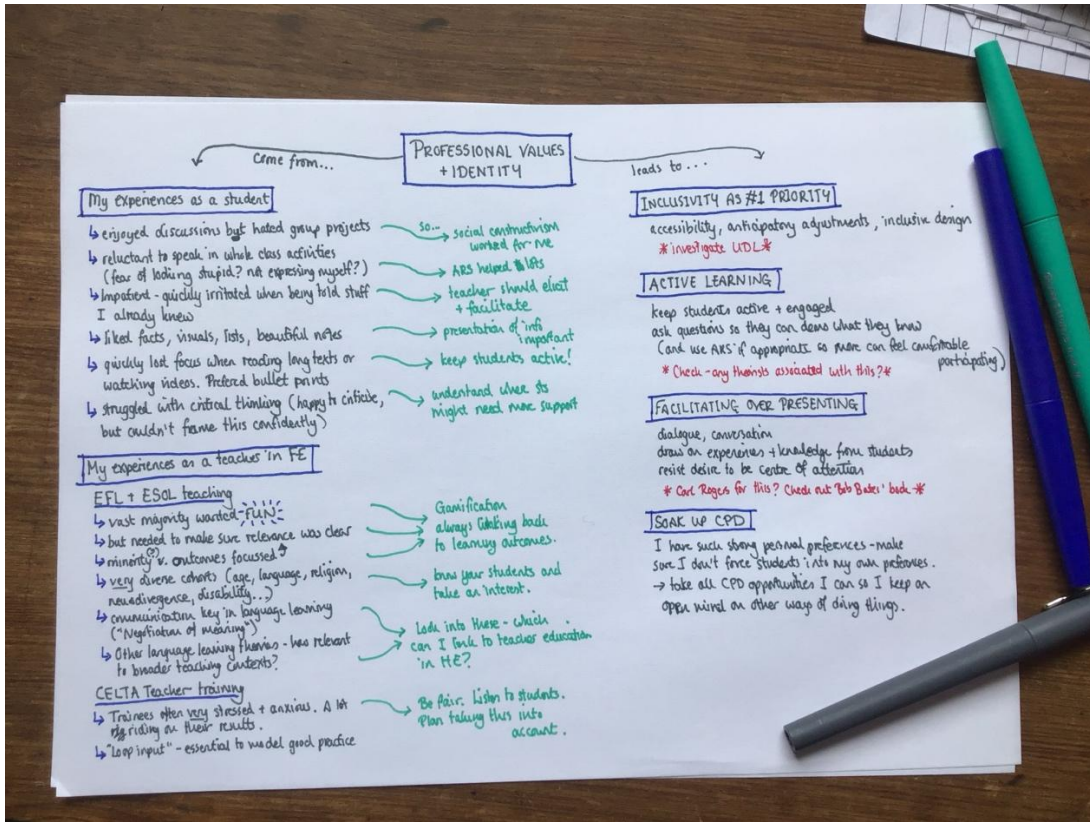 PROFESSIONAL VALUES
+ IDENTITY
come from...
leads to...
My experiences as a student
↳ enjoyed discussions but hated group projects
so... social constructivism
worked for me
↳ reluctant to speak in whole class activities
(fear of looking stupid? not expressing myself?)
ARS helped lots
↳ Impatient - quickly irritated when being told stuff
I already knew
teacher should elicit
+ facilitate
↳ liked facts, visuals, lists, beautiful notes
presentation of info
important
↳ quickly lost focus when reading long texts or
watching videos. Prefered bullet points
keep students active!
↳ struggled with critical thinking (happy to criticise,
but couldn't frame this confidently)
understand where sts
might need more support
My experiences as a teacher in FE
EFL + ESOL teaching
↳ vast majority wanted FUN
↳ but needed to make sure relevance was clear
↳ minority (?) v. outcomes focussed
Gamification
always linking back
to learning outcomes.
↳ very diverse cohorts (age, language, religion,
neurodivergence, disability...)
know your students and
take an interest.
↳ communication key in language learning
("Negotiation of meaning")
↳ Other language learning theories - how relevant
to broader teaching contexts?
Look into these - which
can I link to teacher education
in HE?
CELTA Teacher training
↳ Trainees often very stressed + anxious. A lot
riding on their results.
Be fair. Listen to students.
Plan taking this into
account.
↳ "Loop input" - essential to model good practice
INCLUSIVITY AS #1 PRIORITY
accessibility, anticipatory adjustments, inclusive design
* investigate UDL *
ACTIVE LEARNING
keep students active + engaged
ask questions so they can demo what they know
(and use ARS if appropriate so more can feel comfortable
participating)
* Check - any theorists associated with this? *
FACILITATING OVER PRESENTING
dialogue, conversation
draw on experiences + knowledge from students
resist desire to be centre of attention
* Carl Rogers for this? Check out 'Bob Bates' book *
SOAK UP CPD
I have such strong personal preferences - make
sure I don't force students into my own preferences.
→ take all CPD opportunities I can so I keep an
open mind on other ways of doing things.